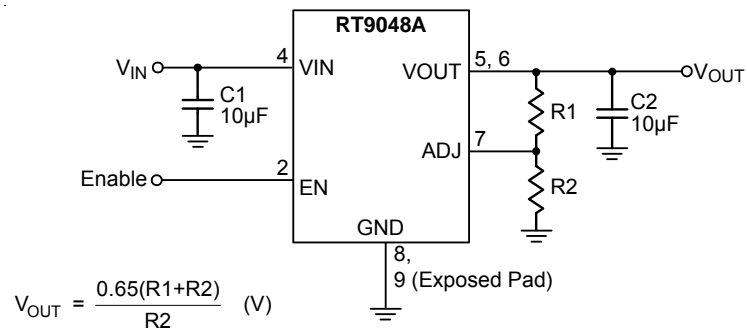 RT9048A
VIN 4 VIN VOUT 5, 6 VOUT
C1
10µF
R1
C2
10µF
ADJ 7
Enable 2 EN
R2
GND
8,
9 (Exposed Pad)
VOUT = 0.65(R1+R2) (V)
R2